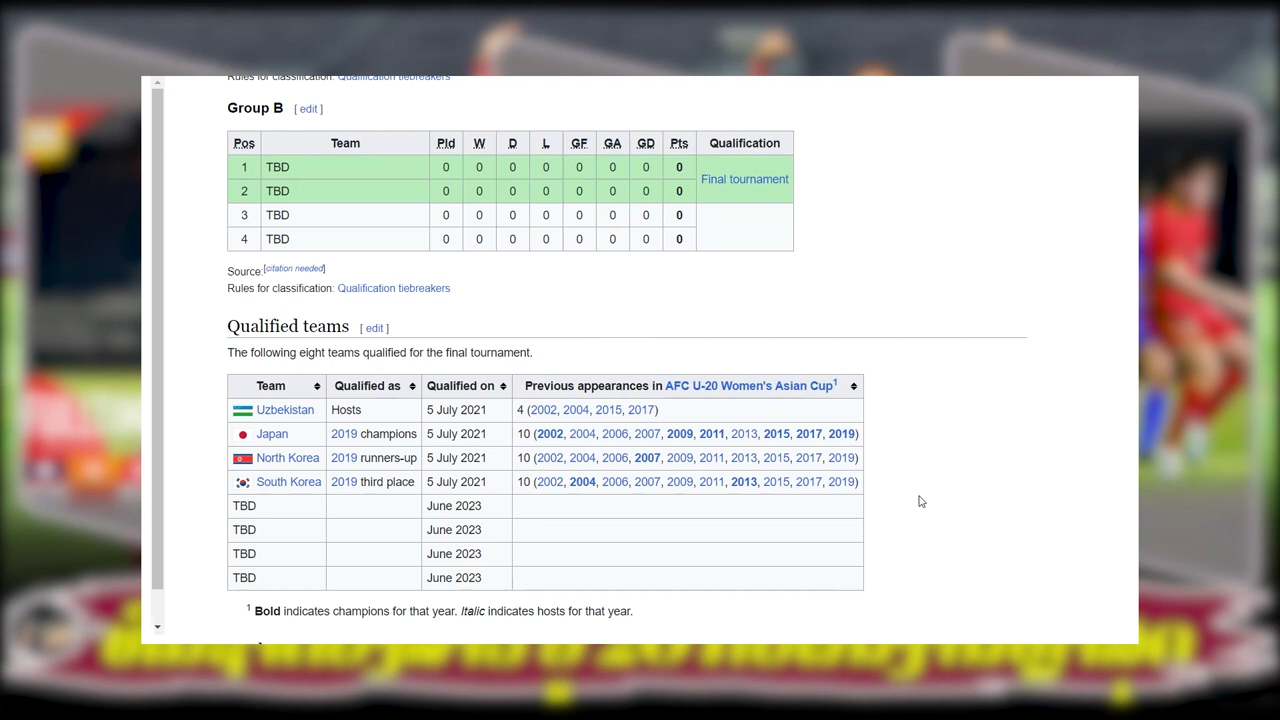 Rules for classification: Qualification tiebreakers
Group B [ edit ]
Pos Team Pld W D L GF GA GD Pts Qualification
1 TBD 0 0 0 0 0 0 0 0 Final tournament
2 TBD 0 0 0 0 0 0 0 0
3 TBD 0 0 0 0 0 0 0 0
4 TBD 0 0 0 0 0 0 0 0
Source:[citation needed]
Rules for classification: Qualification tiebreakers
Qualified teams [ edit ]
The following eight teams qualified for the final tournament.
Team Qualified as Qualified on Previous appearances in AFC U-20 Women's Asian Cup1
Uzbekistan Hosts 5 July 2021 4 (2002, 2004, 2015, 2017)
Japan 2019 champions 5 July 2021 10 (2002, 2004, 2006, 2007, 2009, 2011, 2013, 2015, 2017, 2019)
North Korea 2019 runners-up 5 July 2021 10 (2002, 2004, 2006, 2007, 2009, 2011, 2013, 2015, 2017, 2019)
South Korea 2019 third place 5 July 2021 10 (2002, 2004, 2006, 2007, 2009, 2011, 2013, 2015, 2017, 2019)
TBD June 2023
TBD June 2023
TBD June 2023
TBD June 2023
1 Bold indicates champions for that year. Italic indicates hosts for that year.